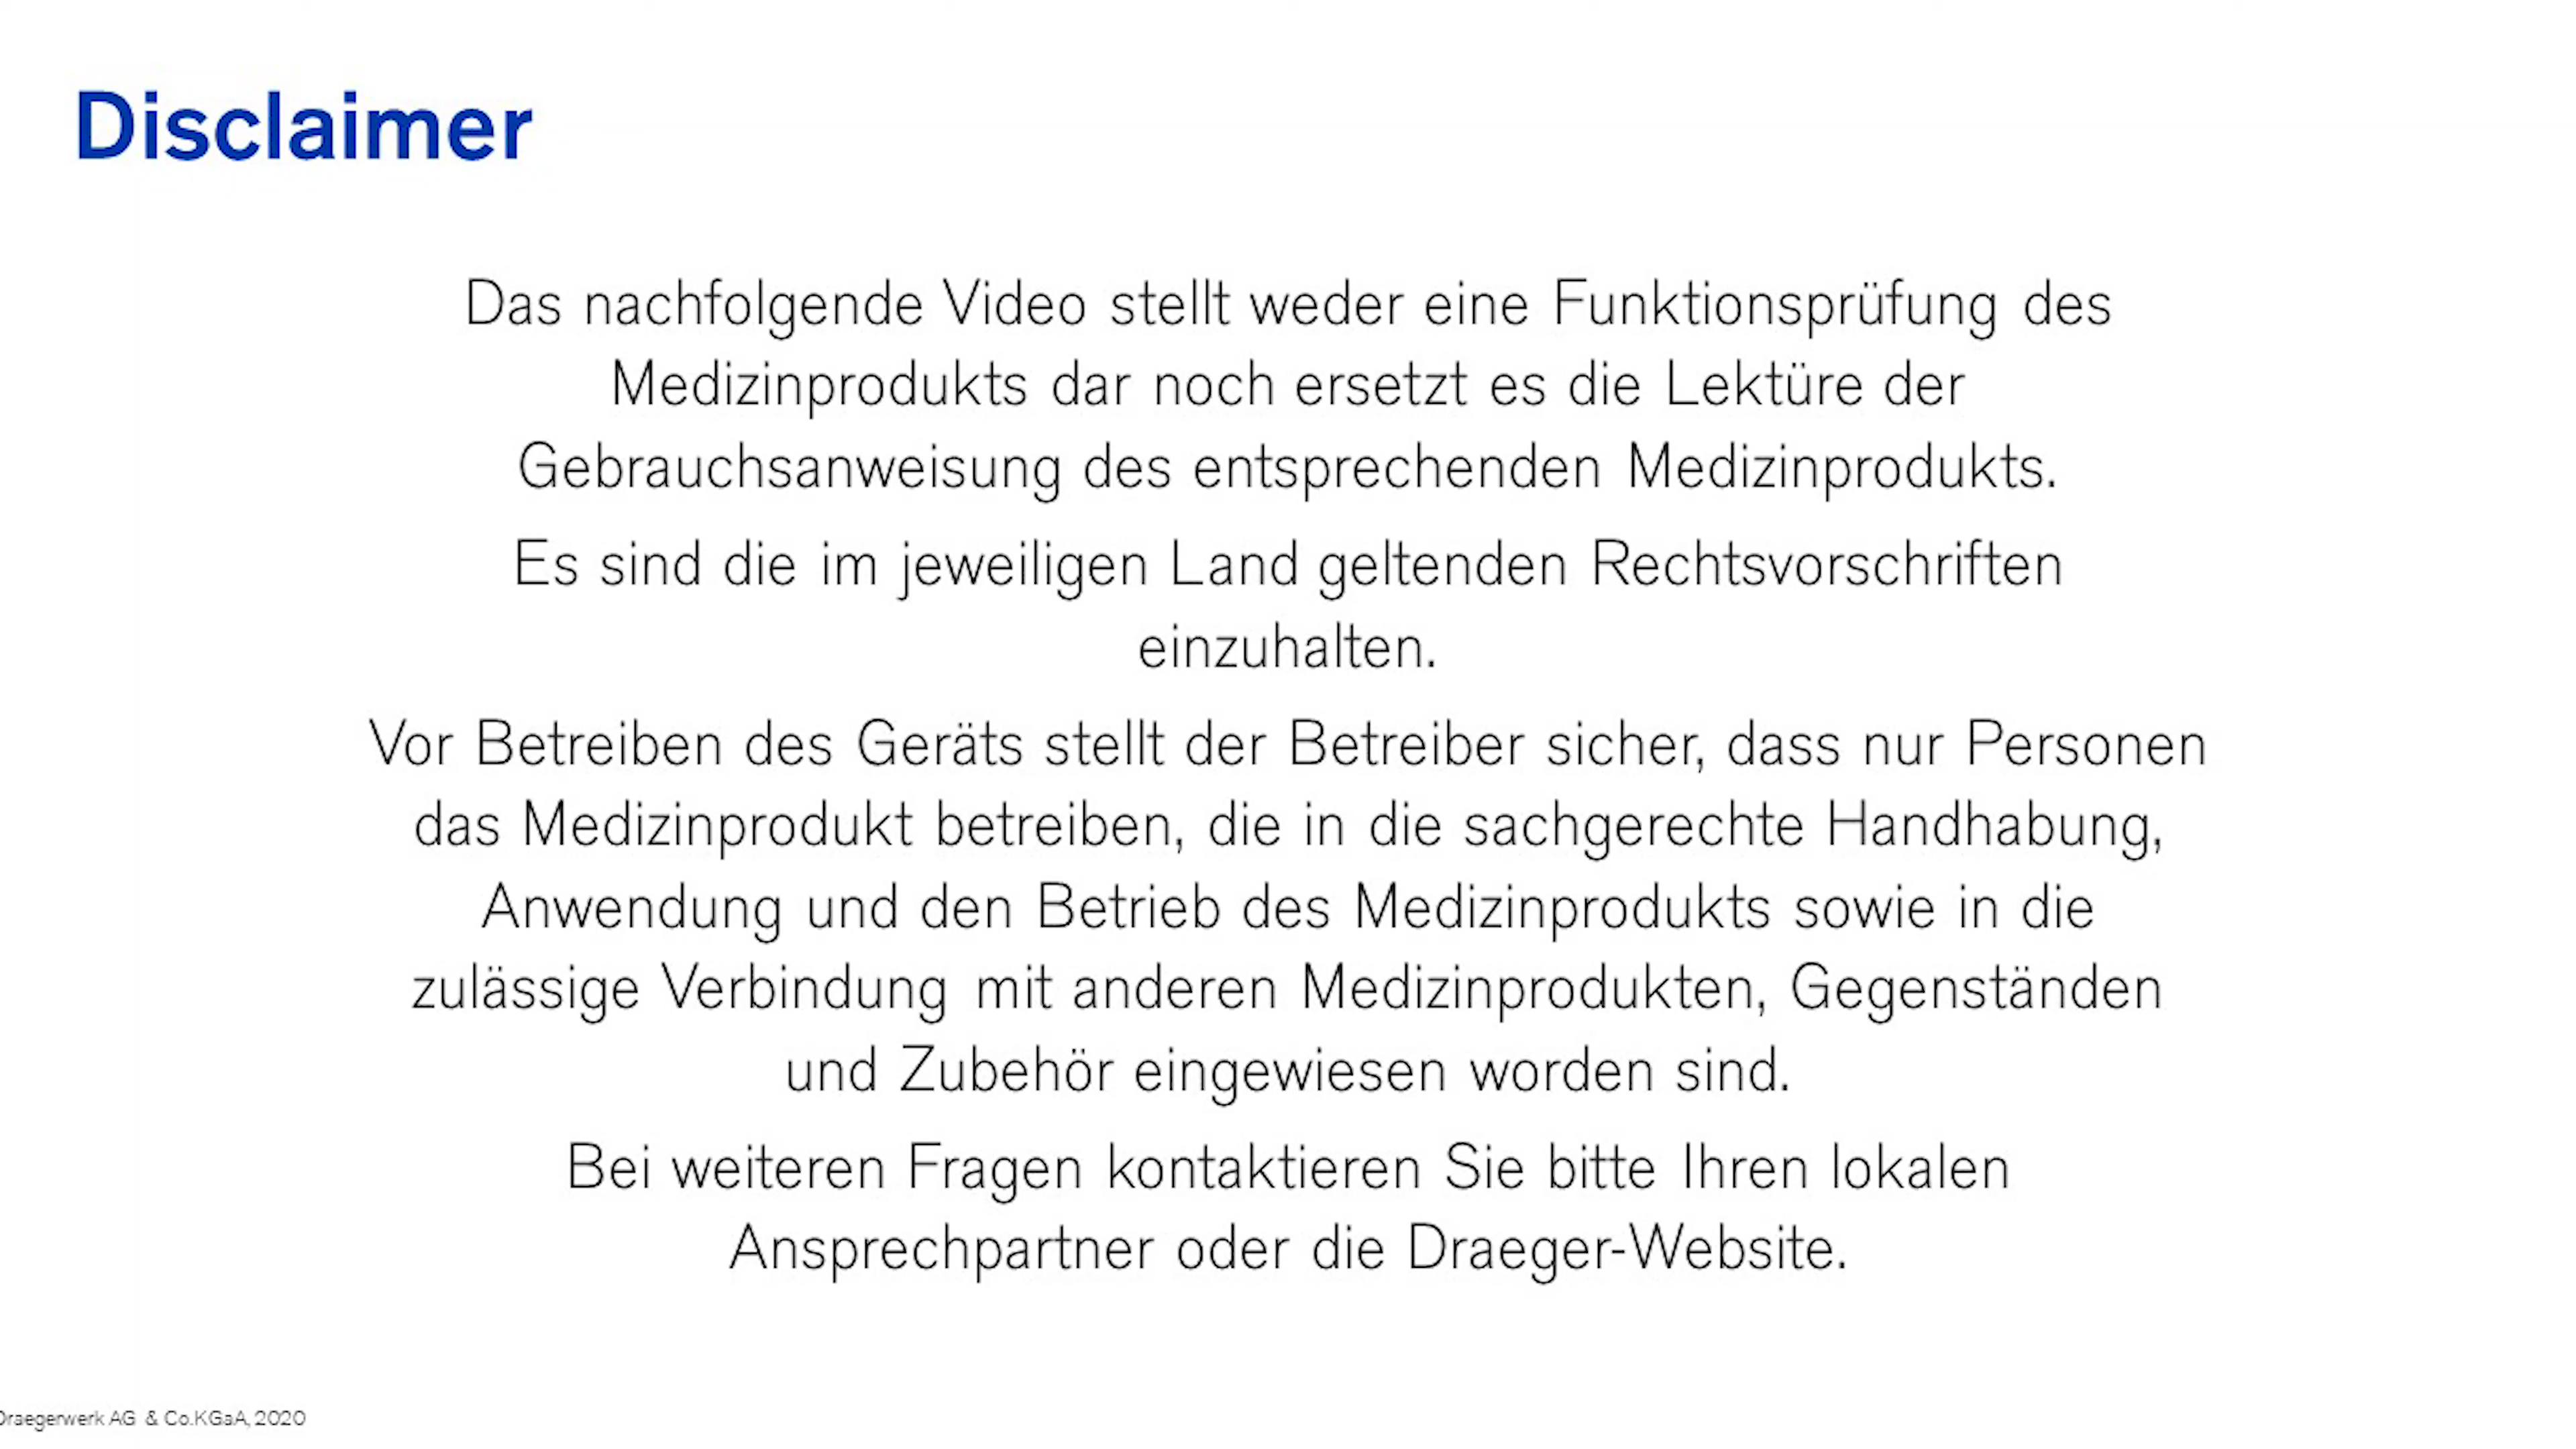 Disclaimer
Das nachfolgende Video stellt weder eine Funktionsprüfung des
Medizinprodukts dar noch ersetzt es die Lektüre der
Gebrauchsanweisung des entsprechenden Medizinprodukts.
Es sind die im jeweiligen Land geltenden Rechtsvorschriften
einzuhalten.
Vor Betreiben des Geräts stellt der Betreiber sicher, dass nur Personen
das Medizinprodukt betreiben, die in die sachgerechte Handhabung,
Anwendung und den Betrieb des Medizinprodukts sowie in die
zulässige Verbindung mit anderen Medizinprodukten, Gegenständen
und Zubehör eingewiesen worden sind.
Bei weiteren Fragen kontaktieren Sie bitte Ihren lokalen
Ansprechpartner oder die Draeger-Website.
Draegerwerk AG & Co.KGaA, 2020